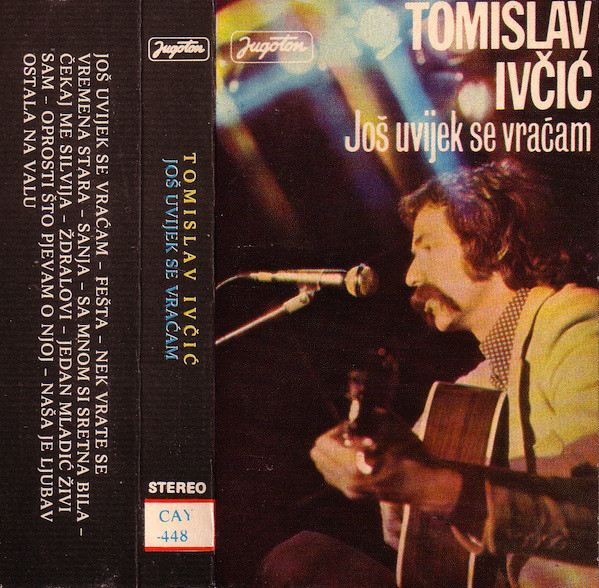 JOŠ UVIJEK SE VRAĆAM – FEŠTA – NEK VRATE SE
VREMENA STARA – SANJA – SA MNOM SI SRETNA BILA –
ČEKAJ ME SILVIJA – ŽDRALOVI – JEDAN MLADIĆ ŽIVI
SAM – OPROSTI ŠTO PJEVAM O NJOJ – NAŠA JE LJUBAV
OSTALA NA VALU
Jugoton
TOMISLAV IVČIĆ
JOŠ UVIJEK SE VRAĆAM
STEREO
CAY
-448
Jugoton
TOMISLAV
IVČIĆ
Još uvijek se vraćam